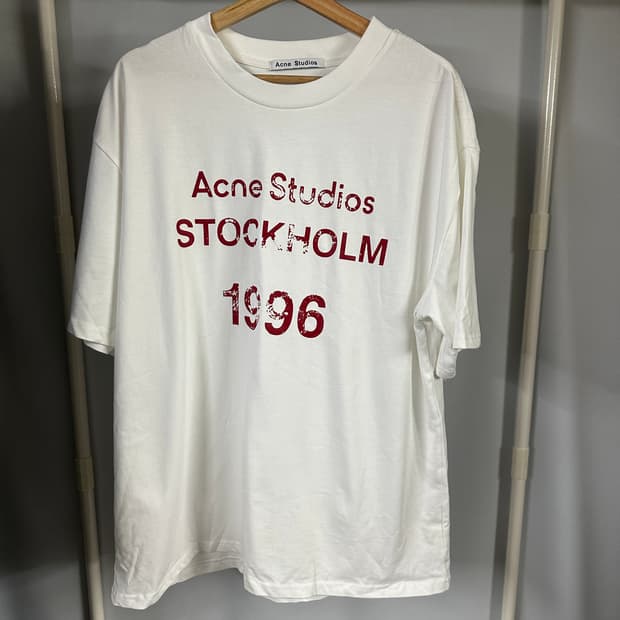 Acne Studios
Acne Studios
STOCKHOLM
1996